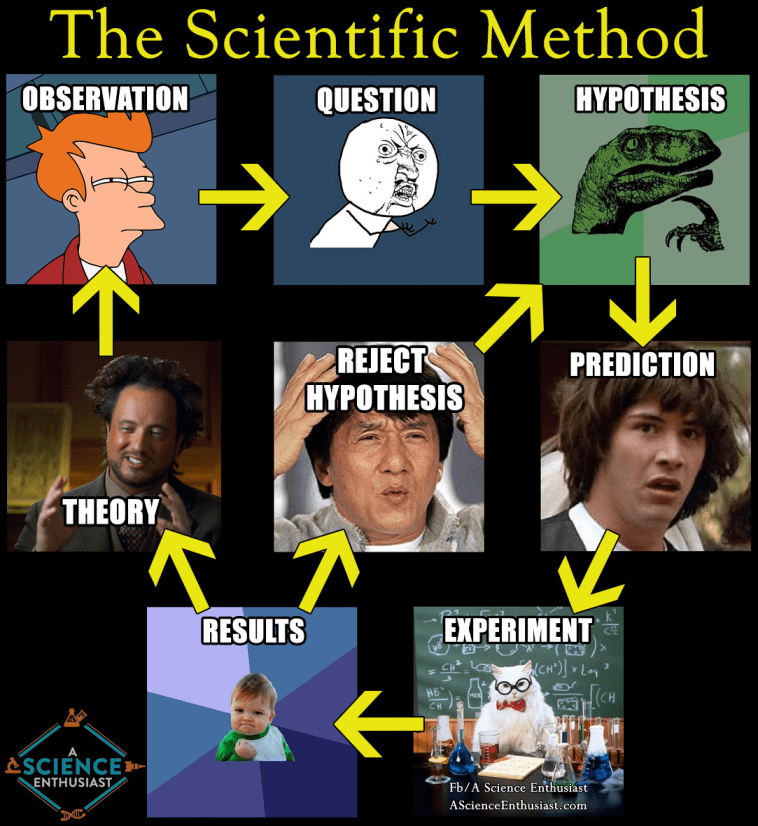 The Scientific Method
OBSERVATION
QUESTION
HYPOTHESIS
THEORY
REJECT
HYPOTHESIS
PREDICTION
RESULTS
EXPERIMENT
A
SCIENCE
ENTHUSIAST
Fb/A Science Enthusiast
AScienceEnthusiast.com